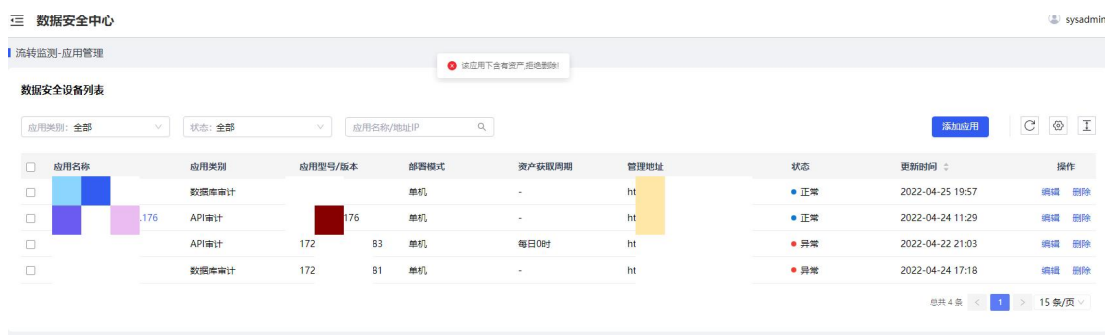 数据安全中心
sysadmin
流转监测-应用管理
该应用下含有资产,拒绝删除!
数据安全设备列表
应用类别: 全部 状态: 全部 应用名称/地址IP 添加应用
应用名称 应用类别 应用型号/版本 部署模式 资产获取周期 管理地址 状态 更新时间 操作
数据库审计 单机 - ht 正常 2022-04-25 19:57 编辑 删除
.176 API审计 176 单机 - ht 正常 2022-04-24 11:29 编辑 删除
API审计 172 83 单机 每日0时 ht 异常 2022-04-22 21:03 编辑 删除
数据库审计 172 81 单机 - ht 异常 2022-04-24 17:18 编辑 删除
总共 4 条 < 1 > 15 条/页